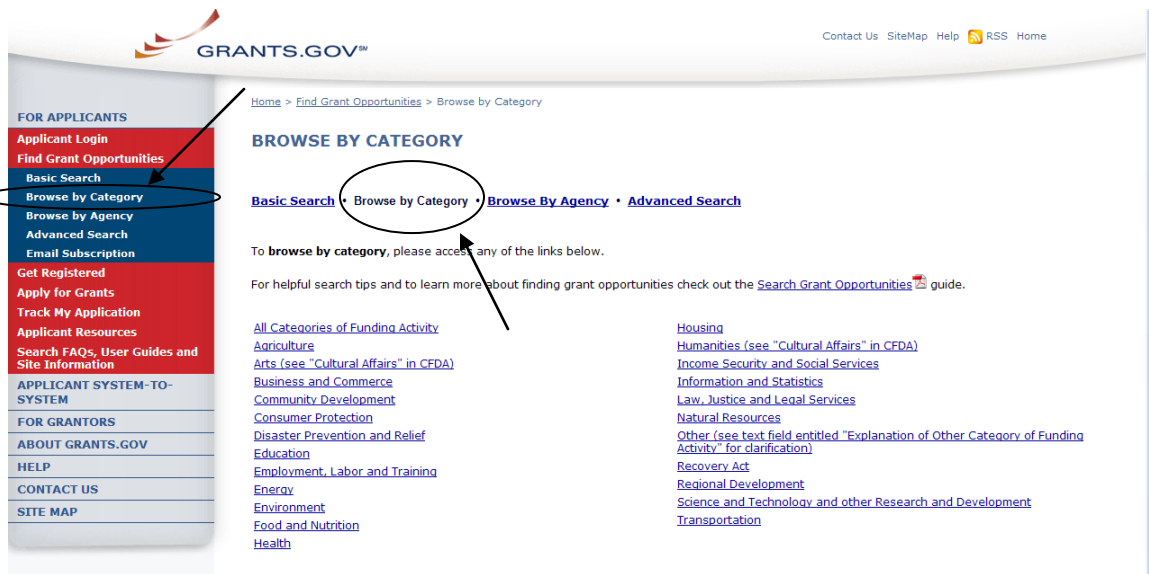 GRANTS.GOV℠
Contact Us SiteMap Help RSS Home
FOR APPLICANTS
Applicant Login
Find Grant Opportunities
Basic Search
Browse by Category
Browse by Agency
Advanced Search
Email Subscription
Get Registered
Apply for Grants
Track My Application
Applicant Resources
Search FAQs, User Guides and
Site Information
APPLICANT SYSTEM-TO-
SYSTEM
FOR GRANTORS
ABOUT GRANTS.GOV
HELP
CONTACT US
SITE MAP
Home > Find Grant Opportunities > Browse by Category
BROWSE BY CATEGORY
Basic Search • Browse by Category • Browse By Agency • Advanced Search
To browse by category, please access any of the links below.
For helpful search tips and to learn more about finding grant opportunities check out the Search Grant Opportunities guide.
All Categories of Funding Activity
Agriculture
Arts (see "Cultural Affairs" in CFDA)
Business and Commerce
Community Development
Consumer Protection
Disaster Prevention and Relief
Education
Employment, Labor and Training
Energy
Environment
Food and Nutrition
Health
Housing
Humanities (see "Cultural Affairs" in CFDA)
Income Security and Social Services
Information and Statistics
Law, Justice and Legal Services
Natural Resources
Other (see text field entitled "Explanation of Other Category of Funding
Activity" for clarification)
Recovery Act
Regional Development
Science and Technology and other Research and Development
Transportation